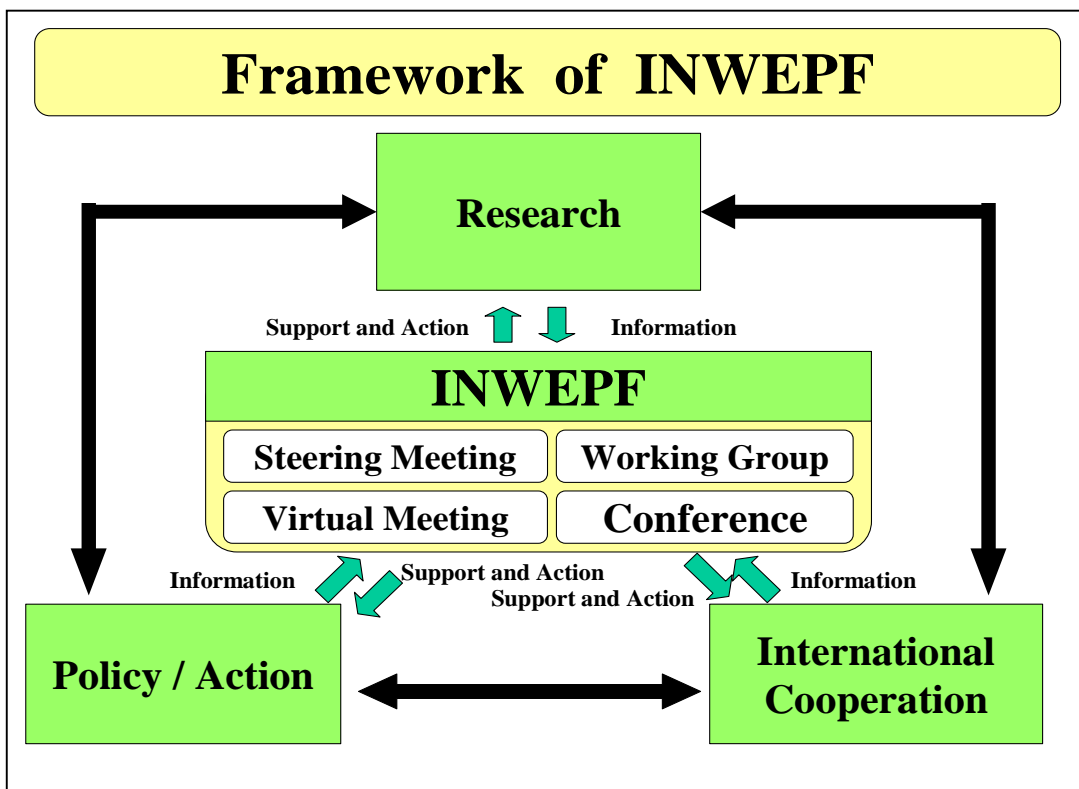 Framework of INWEPF
Research
Support and Action
Information
INWEPF
Steering Meeting
Working Group
Virtual Meeting
Conference
Information
Support and Action
Support and Action
Information
Policy / Action
International
Cooperation